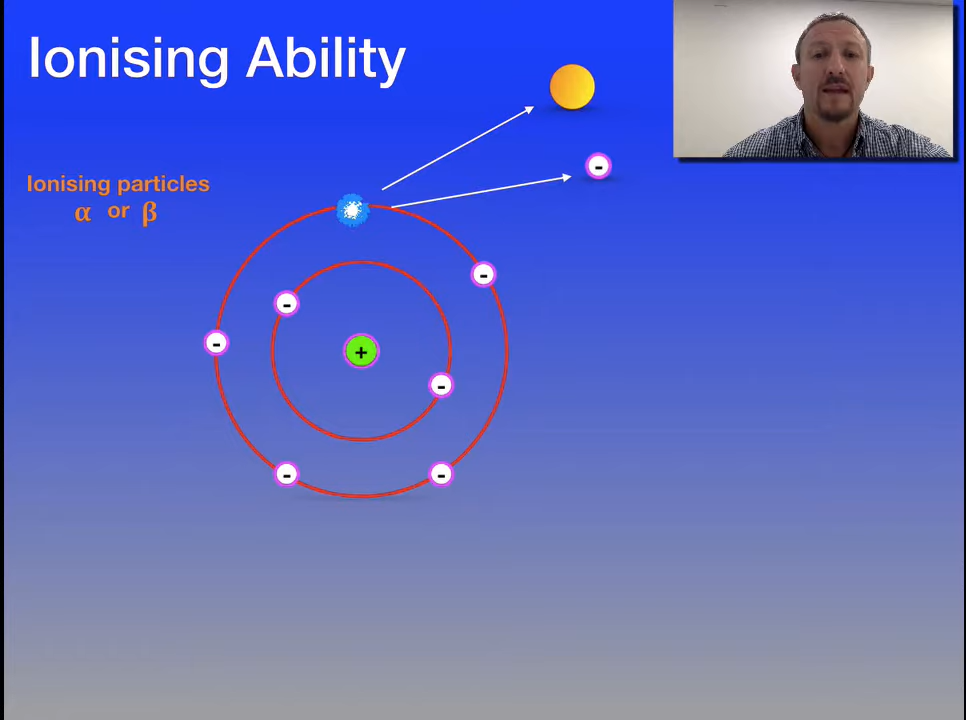 Ionising Ability
Ionising particles
α or β
-
-
-
-
+
-
-
-